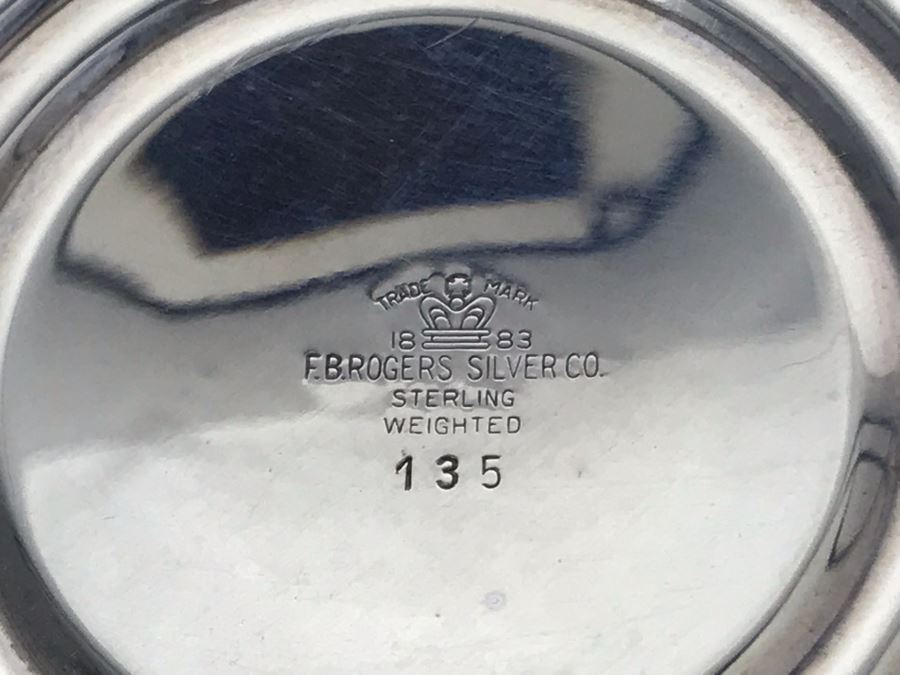 TRADE MARK
18 83
F.B.ROGERS SILVER CO.
STERLING
WEIGHTED
135